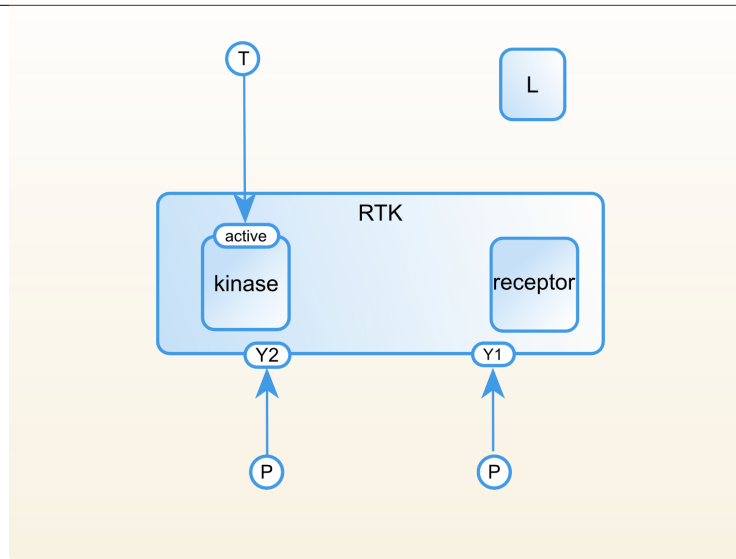 T
L
RTK
active
kinase
receptor
Y2
Y1
P
P